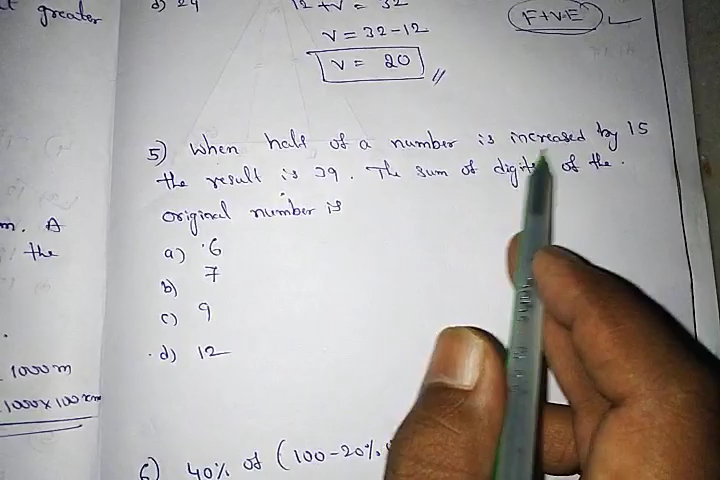 greater
d) 24
12 + V = 32
V = 32 - 12
V = 20 //
F+V-E
5) When half of a number is increased by 15
the result is 39. The sum of digits of the
original number is
a) 6
b) 7
c) 9
d) 12
m. A
the
1000 m
1000 x 100 cm
6) 40% of (100-20%